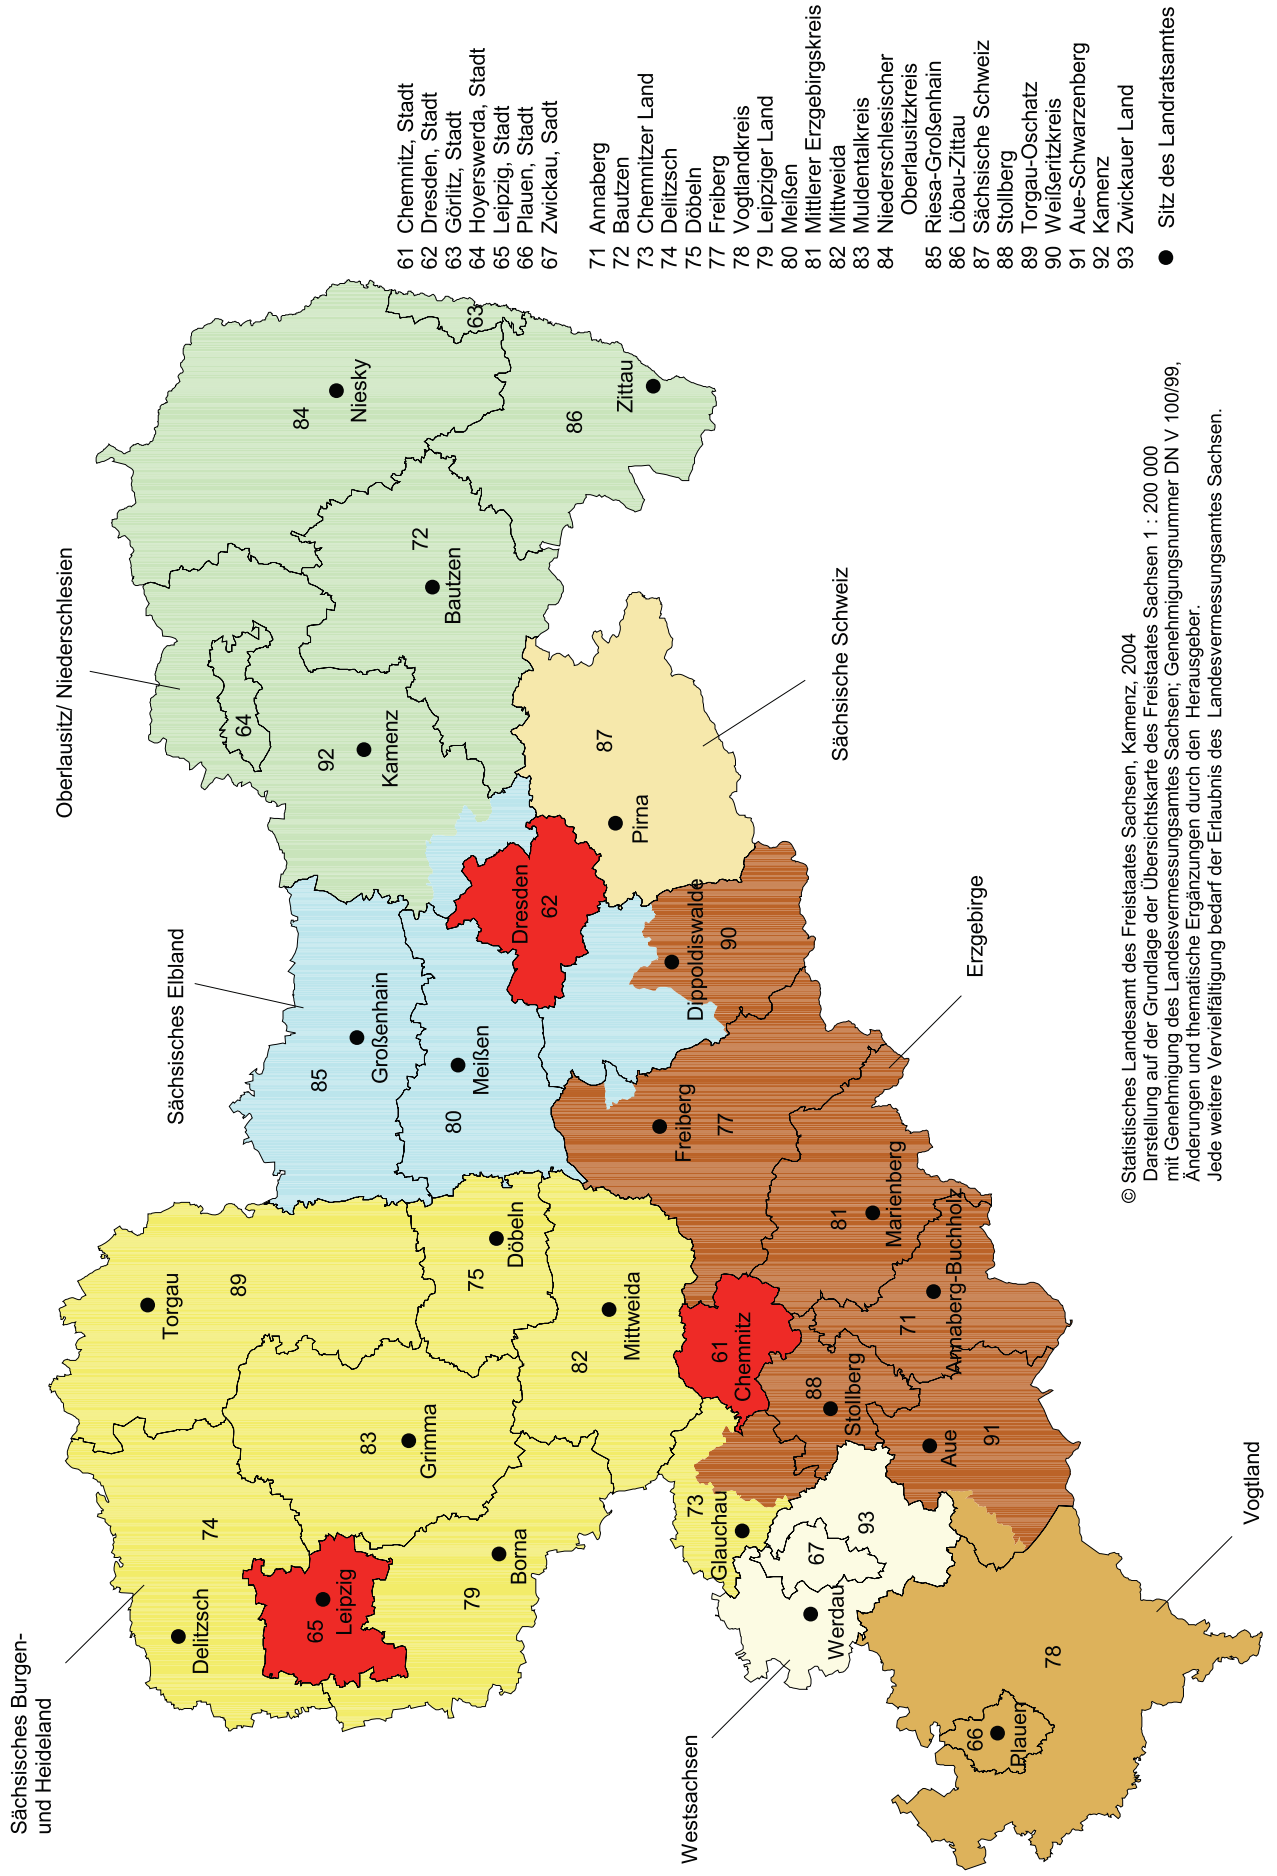 Sächsisches Burgen-
und Heideland
Sächsisches Elbland
Oberlausitz/ Niederschlesien
Sächsische Schweiz
Erzgebirge
Vogtland
Westsachsen
Delitzsch
74
65
Leipzig
79
Borna
83
Grimma
Torgau
89
75
Döbeln
82
Mittweida
73
Glauchau
85
Großenhain
80
Meißen
Dresden
62
92
Kamenz
64
72
Bautzen
84
Niesky
63
86
Zittau
87
Pirna
Dippoldiswalde
90
Freiberg
77
81
Marienberg
61
Chemnitz
71
Annaberg-Buchholz
88
Stollberg
Aue
91
93
67
Werdau
78
66
Plauen
61 Chemnitz, Stadt
62 Dresden, Stadt
63 Görlitz, Stadt
64 Hoyerswerda, Stadt
65 Leipzig, Stadt
66 Plauen, Stadt
67 Zwickau, Sadt
71 Annaberg
72 Bautzen
73 Chemnitzer Land
74 Delitzsch
75 Döbeln
77 Freiberg
78 Vogtlandkreis
79 Leipziger Land
80 Meißen
81 Mittlerer Erzgebirgskreis
82 Mittweida
83 Muldentalkreis
84 Niederschlesischer
Oberlausitzkreis
85 Riesa-Großenhain
86 Löbau-Zittau
87 Sächsische Schweiz
88 Stollberg
89 Torgau-Oschatz
90 Weißeritzkreis
91 Aue-Schwarzenberg
92 Kamenz
93 Zwickauer Land
Sitz des Landratsamtes
© Statistisches Landesamt des Freistaates Sachsen, Kamenz, 2004
Darstellung auf der Grundlage der Übersichtskarte des Freistaates Sachsen 1 : 200 000
mit Genehmigung des Landesvermessungsamtes Sachsen; Genehmigungsnummer DN V 100/99,
Änderungen und thematische Ergänzungen durch den Herausgeber.
Jede weitere Vervielfältigung bedarf der Erlaubnis des Landesvermessungsamtes Sachsen.